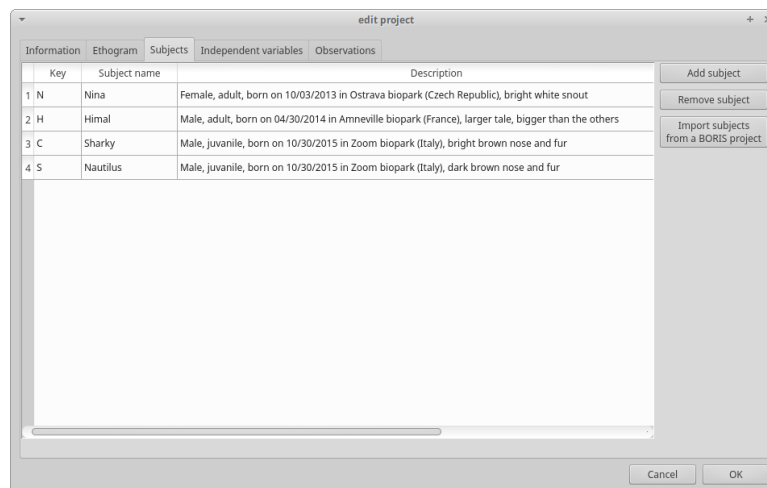 edit project
Information Ethogram Subjects Independent variables Observations
Key Subject name Description
1 N Nina Female, adult, born on 10/03/2013 in Ostrava biopark (Czech Republic), bright white snout
2 H Himal Male, adult, born on 04/30/2014 in Amneville biopark (France), larger tale, bigger than the others
3 C Sharky Male, juvanile, born on 10/30/2015 in Zoom biopark (Italy), bright brown nose and fur
4 S Nautilus Male, juvanile, born on 10/30/2015 in Zoom biopark (Italy), dark brown nose and fur
Add subject
Remove subject
Import subjects
from a BORIS project
Cancel OK